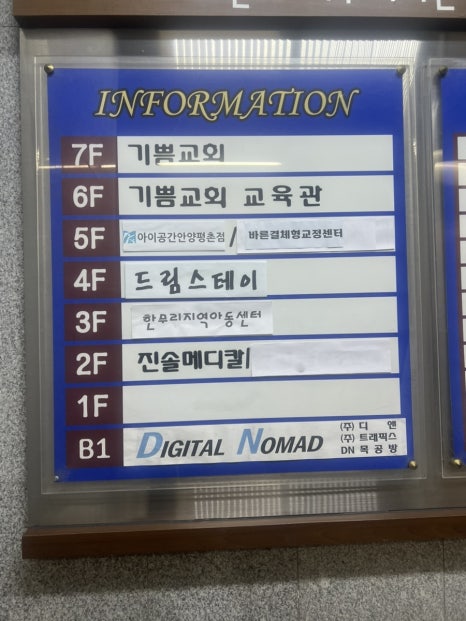 INFORMATION
7F 기쁨교회
6F 기쁨교회 교육관
5F 아이공간안양평촌점 / 바른결체형교정센터
4F 드림스테이
3F 한무리지역아동센터
2F 진솔메디칼
1F
B1 DIGITAL NOMAD
(주) 디 앤
(주) 트래픽스
DN 목공방